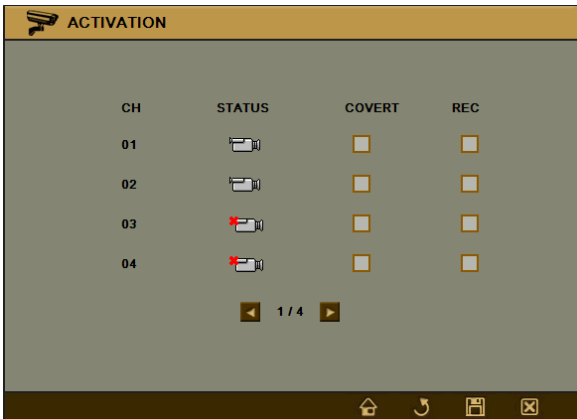 ACTIVATION
CH STATUS COVERT REC
01
02
03
04
1 / 4